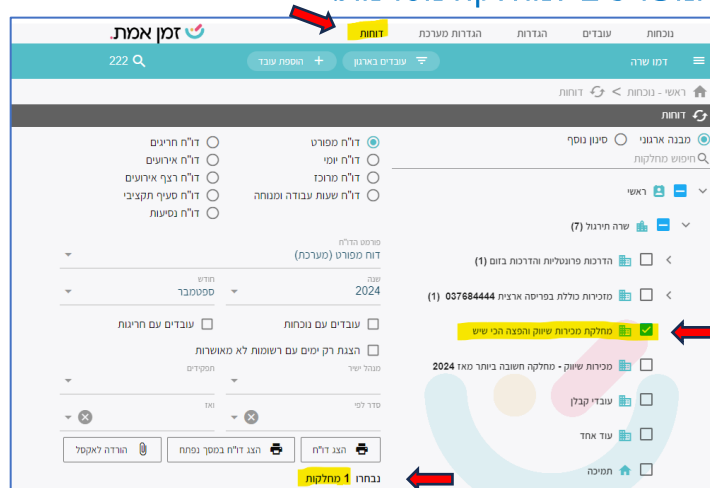 נוכחות עובדים הגדרות הגדרות מערכת דוחות זמן אמת.
דמו שרה עובדים בארגון + הוספת עובד 222
ראשי - נוכחות > דוחות
דוחות
מבנה ארגוני סינון נוסף
חיפוש מחלקות
ראשי
שרה תירגול (7)
הדרכות פרונטליות והדרכות בזום (1)
מזכירות כוללת בפריסה ארצית 037684444 (1)
מחלקת מכירות שיווק והפצה הכי שיש
מכירות שיווק - מחלקה חשובה ביותר מאז 2024
עובדי קבלן
עוד אחד
תמיכה
דו"ח מפורט
דו"ח יומי
דו"ח מרוכז
דו"ח שעות עבודה ומנוחה
דו"ח חריגים
דו"ח אירועים
דו"ח רצף אירועים
דו"ח סעיף תקציבי
דו"ח נסיעות
פורמט הדו"ח
דוח מפורט (מערכת)
שנה חודש
2024 ספטמבר
עובדים עם נוכחות עובדים עם חריגות
הצגת רק ימים עם רשומות לא מאושרות
מנהל ישיר תפקידים
סדר לפי ואז
הצג דו"ח הצג דו"ח במסך נפתח הורדה לאקסל
נבחרו 1 מחלקות